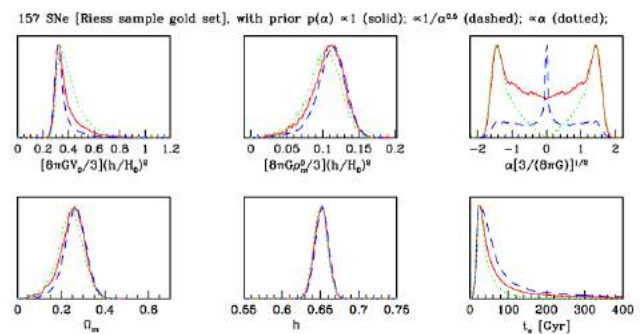 157 SNe [Riess sample gold set], with prior p(α) ∝1 (solid); ∝1/α^0.5 (dashed); ∝α (dotted);
0 0.2 0.4 0.6 0.8 1 1.2
[8πGV₀/3](h/H₀)²
0 0.05 0.1 0.15 0.2
[8πGρ_m^0/3](h/H₀)²
−2 −1 0 1 2
α[3/(8πG)]^1/2
0 0.2 0.4 0.6
Ω_m
0.55 0.6 0.65 0.7 0.75
h
0 100 200 300 400
t_c [Gyr]